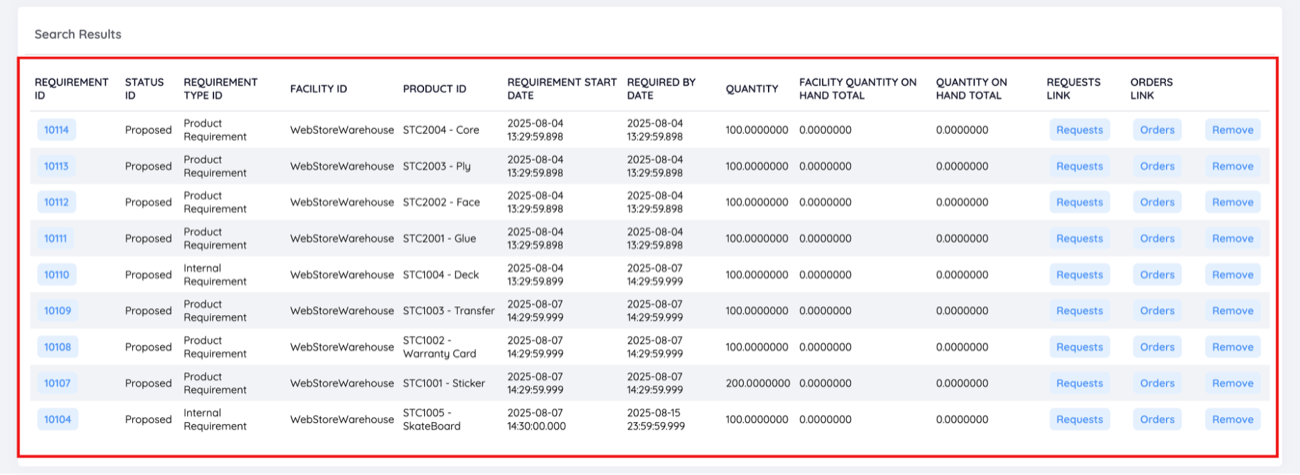 Search Results
REQUIREMENT ID STATUS ID REQUIREMENT TYPE ID FACILITY ID PRODUCT ID REQUIREMENT START DATE REQUIRED BY DATE QUANTITY FACILITY QUANTITY ON HAND TOTAL QUANTITY ON HAND TOTAL REQUESTS LINK ORDERS LINK
10114 Proposed Product Requirement WebStoreWarehouse STC2004 - Core 2025-08-04 13:29:59.898 2025-08-04 13:29:59.898 100.0000000 0.0000000 0.0000000 Requests Orders Remove
10113 Proposed Product Requirement WebStoreWarehouse STC2003 - Ply 2025-08-04 13:29:59.898 2025-08-04 13:29:59.898 100.0000000 0.0000000 0.0000000 Requests Orders Remove
10112 Proposed Product Requirement WebStoreWarehouse STC2002 - Face 2025-08-04 13:29:59.898 2025-08-04 13:29:59.898 100.0000000 0.0000000 0.0000000 Requests Orders Remove
10111 Proposed Product Requirement WebStoreWarehouse STC2001 - Glue 2025-08-04 13:29:59.898 2025-08-04 13:29:59.898 100.0000000 0.0000000 0.0000000 Requests Orders Remove
10110 Proposed Internal Requirement WebStoreWarehouse STC1004 - Deck 2025-08-04 13:29:59.899 2025-08-07 14:29:59.999 100.0000000 0.0000000 0.0000000 Requests Orders Remove
10109 Proposed Product Requirement WebStoreWarehouse STC1003 - Transfer 2025-08-07 14:29:59.999 2025-08-07 14:29:59.999 100.0000000 0.0000000 0.0000000 Requests Orders Remove
10108 Proposed Product Requirement WebStoreWarehouse STC1002 - Warranty Card 2025-08-07 14:29:59.999 2025-08-07 14:29:59.999 100.0000000 0.0000000 0.0000000 Requests Orders Remove
10107 Proposed Product Requirement WebStoreWarehouse STC1001 - Sticker 2025-08-07 14:29:59.999 2025-08-07 14:29:59.999 200.0000000 0.0000000 0.0000000 Requests Orders Remove
10104 Proposed Internal Requirement WebStoreWarehouse STC1005 - SkateBoard 2025-08-07 14:30:00.000 2025-08-15 23:59:59.999 100.0000000 0.0000000 0.0000000 Requests Orders Remove